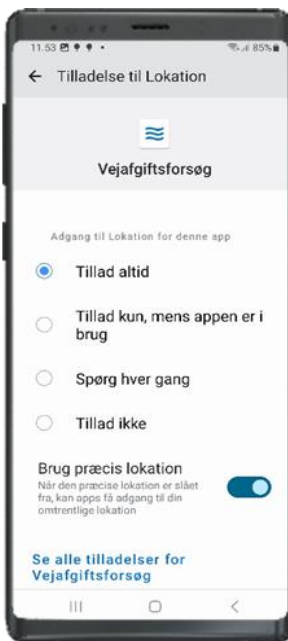 11.53 85%
Tilladelse til Lokation
Vejafgiftsforsøg
Adgang til Lokation for denne app
Tillad altid
Tillad kun, mens appen er i
brug
Spørg hver gang
Tillad ikke
Brug præcis lokation
Når den præcise lokation er slået
fra, kan apps få adgang til din
omtrentlige lokation
Se alle tilladelser for
Vejafgiftsforsøg